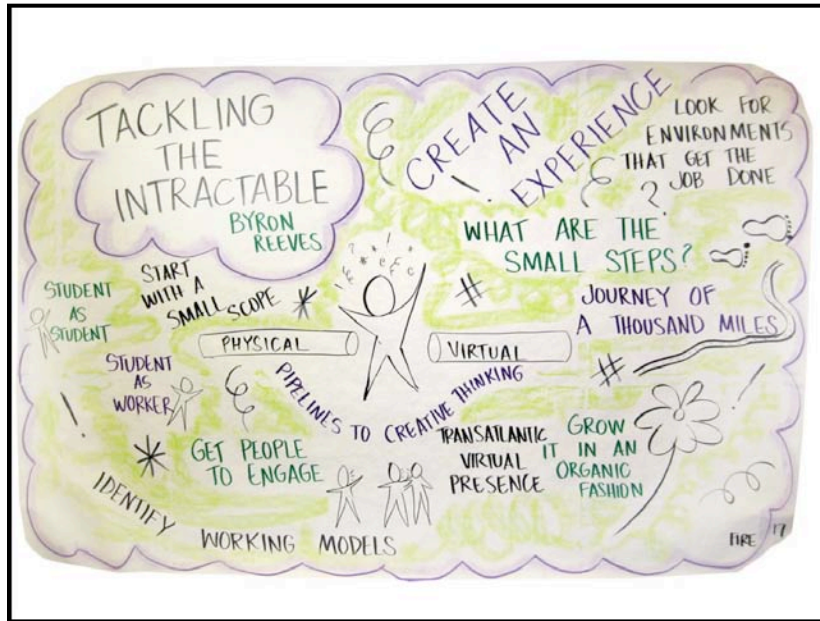 TACKLING
THE
INTRACTABLE
BYRON
REEVES
CREATE
AN
EXPERIENCE
LOOK FOR
ENVIRONMENTS
THAT GET THE
JOB DONE
?
WHAT ARE THE
SMALL STEPS?
START
WITH A
SMALL SCOPE
STUDENT
AS
STUDENT
JOURNEY OF
A THOUSAND MILES
PHYSICAL
VIRTUAL
STUDENT
AS
WORKER
PIPELINES TO CREATIVE THINKING
GET PEOPLE
TO ENGAGE
TRANSATLANTIC
VIRTUAL
PRESENCE
GROW
IT IN AN
ORGANIC
FASHION
IDENTIFY
WORKING MODELS
FIRE 17